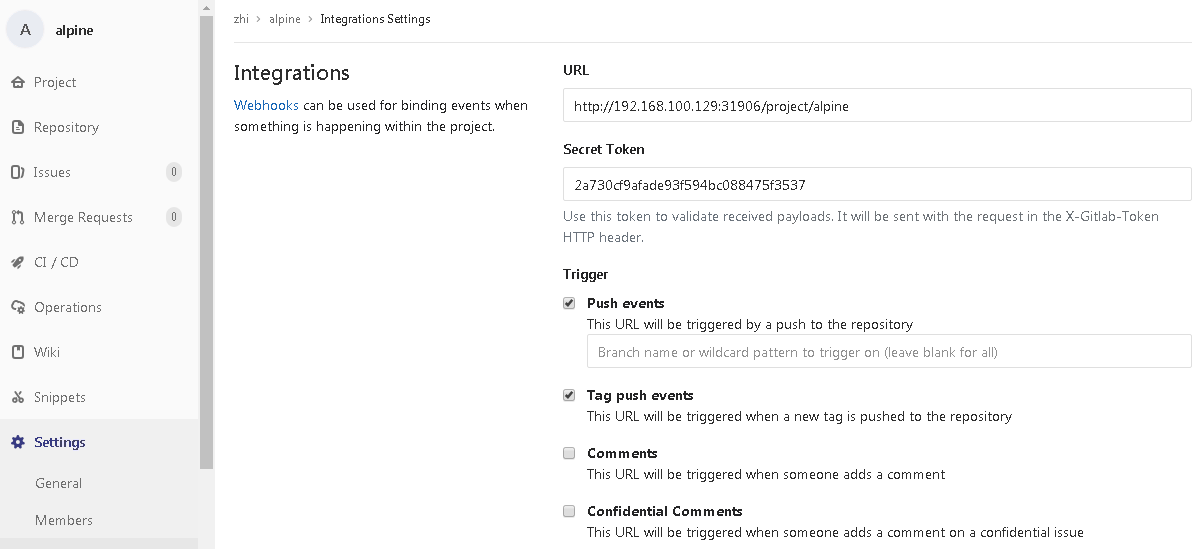 A alpine
Project
Repository
Issues 0
Merge Requests 0
CI / CD
Operations
Wiki
Snippets
Settings
General
Members
zhi > alpine > Integrations Settings
Integrations
Webhooks can be used for binding events when
something is happening within the project.
URL
http://192.168.100.129:31906/project/alpine
Secret Token
2a730cf9afade93f594bc088475f3537
Use this token to validate received payloads. It will be sent with the request in the X-Gitlab-Token
HTTP header.
Trigger
Push events
This URL will be triggered by a push to the repository
Branch name or wildcard pattern to trigger on (leave blank for all)
Tag push events
This URL will be triggered when a new tag is pushed to the repository
Comments
This URL will be triggered when someone adds a comment
Confidential Comments
This URL will be triggered when someone adds a comment on a confidential issue